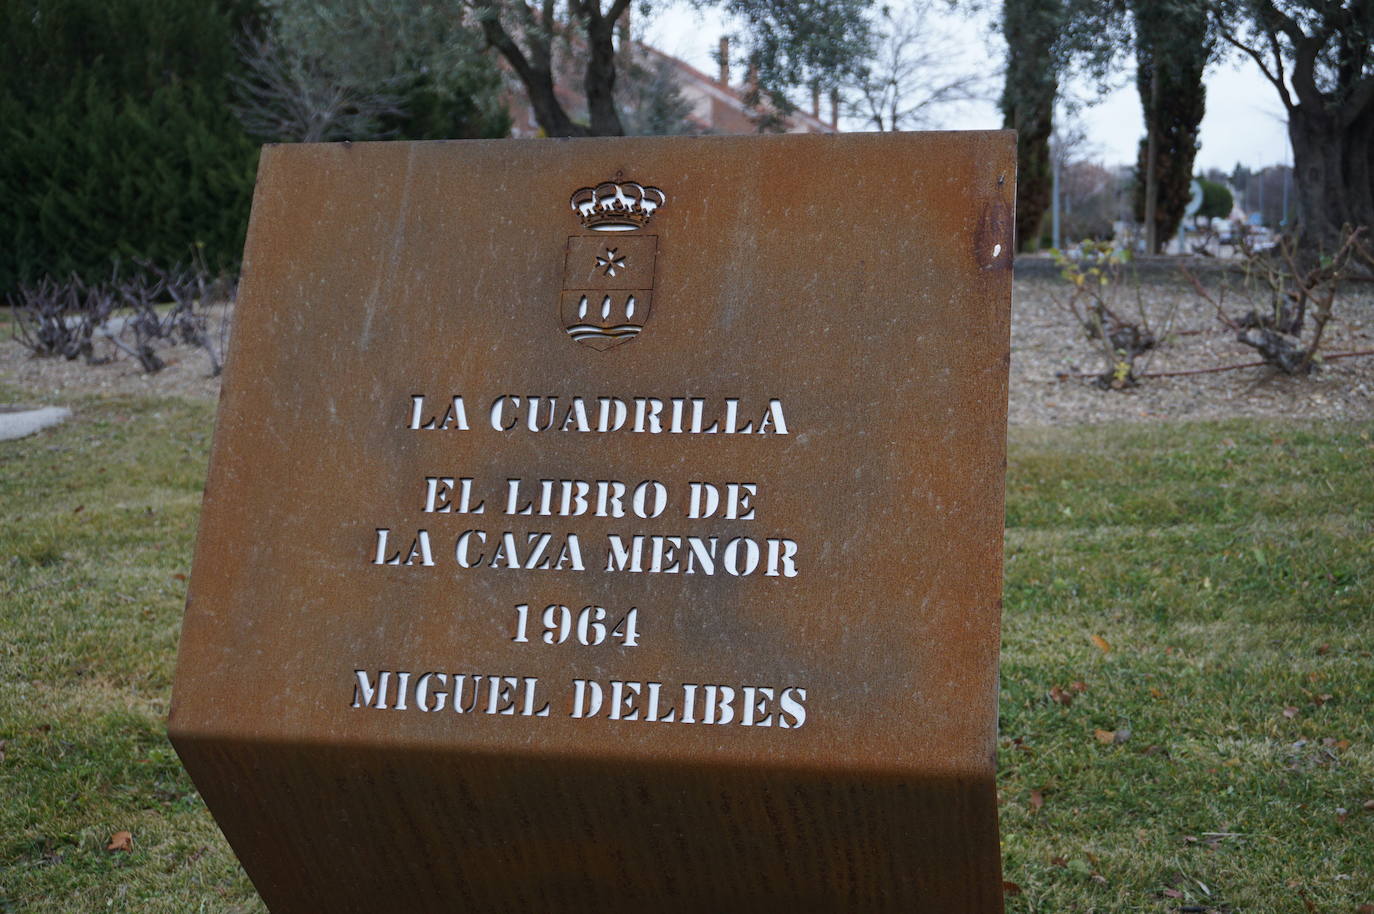 LA CUADRILLA
EL LIBRO DE
LA CAZA MENOR
1964
MIGUEL DELIBES